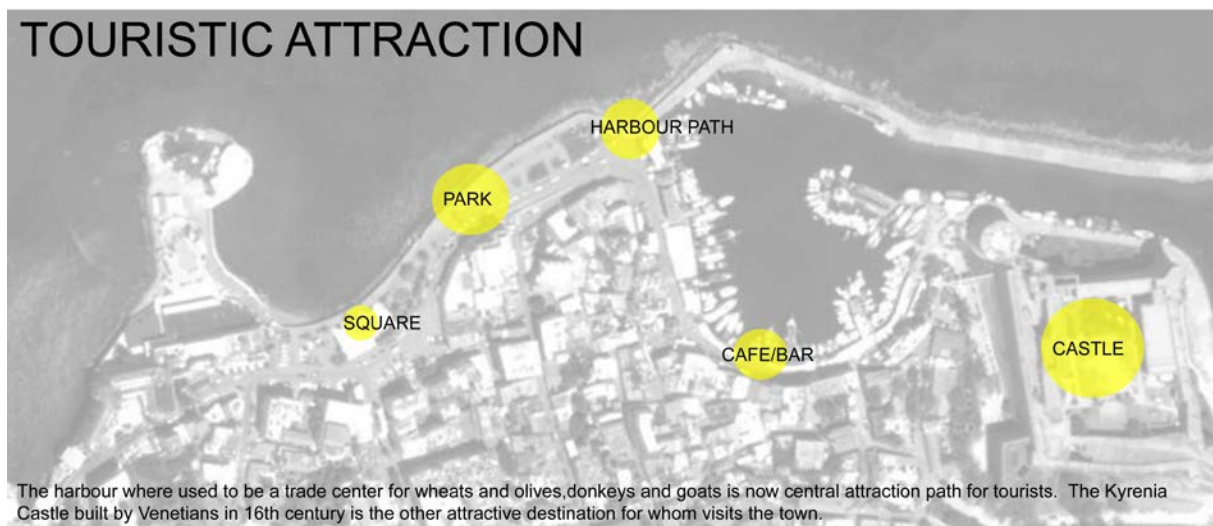 TOURISTIC ATTRACTION
HARBOUR PATH
PARK
SQUARE
CAFE/BAR
CASTLE
The harbour where used to be a trade center for wheats and olives,donkeys and goats is now central attraction path for tourists. The Kyrenia
Castle built by Venetians in 16th century is the other attractive destination for whom visits the town.